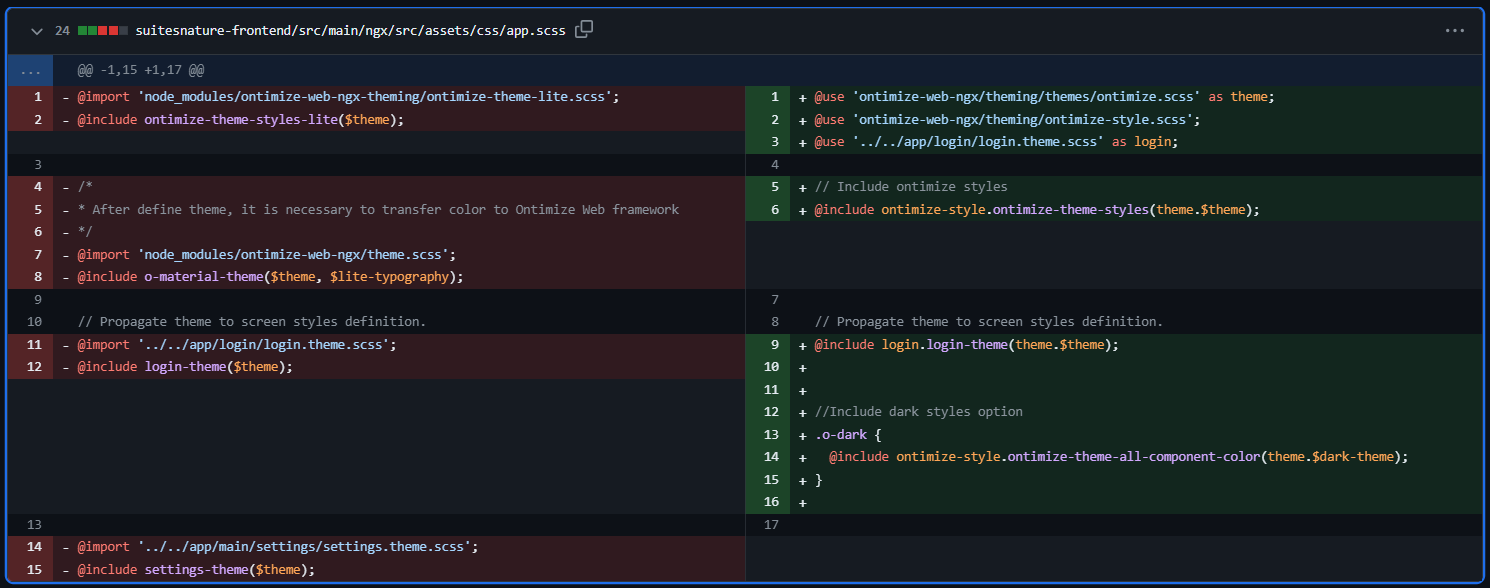 24 suitesnature-frontend/src/main/ngx/src/assets/css/app.scss
... @@ -1,15 +1,17 @@
1 - @import 'node_modules/ontimize-web-ngx-theming/ontimize-theme-lite.scss';
2 - @include ontimize-theme-styles-lite($theme);
3
4 - /*
5 - * After define theme, it is necessary to transfer color to Ontimize Web framework
6 - */
7 - @import 'node_modules/ontimize-web-ngx/theme.scss';
8 - @include o-material-theme($theme, $lite-typography);
9
10 // Propagate theme to screen styles definition.
11 - @import '../../app/login/login.theme.scss';
12 - @include login-theme($theme);
13
14 - @import '../../app/main/settings/settings.theme.scss';
15 - @include settings-theme($theme);
1 + @use 'ontimize-web-ngx/theming/themes/ontimize.scss' as theme;
2 + @use 'ontimize-web-ngx/theming/ontimize-style.scss';
3 + @use '../../app/login/login.theme.scss' as login;
4
5 + // Include ontimize styles
6 + @include ontimize-style.ontimize-theme-styles(theme.$theme);
7
8 // Propagate theme to screen styles definition.
9 + @include login.login-theme(theme.$theme);
10 +
11 +
12 + //Include dark styles option
13 + .o-dark {
14 +   @include ontimize-style.ontimize-theme-all-component-color(theme.$dark-theme);
15 + }
16 +
17